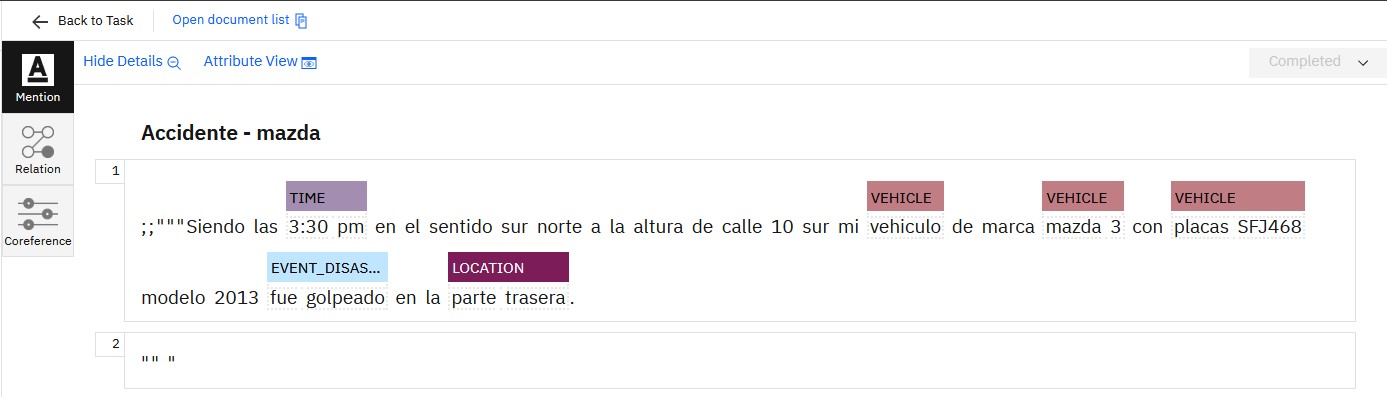 Back to Task
Open document list
Mention
Relation
Coreference
Hide Details
Attribute View
Completed
Accidente - mazda
1
TIME VEHICLE VEHICLE VEHICLE
;;"""Siendo las 3:30 pm en el sentido sur norte a la altura de calle 10 sur mi vehiculo de marca mazda 3 con placas SFJ468
EVENT_DISAS... LOCATION
modelo 2013 fue golpeado en la parte trasera.
2
"" "